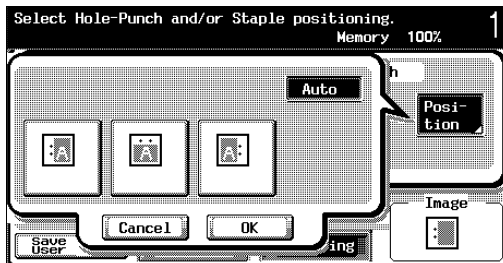 Select Hole-Punch and/or Staple positioning.
Memory 100% 1
h
Auto
Posi-
tion
A A A
Cancel OK
Image
Save
User
ing